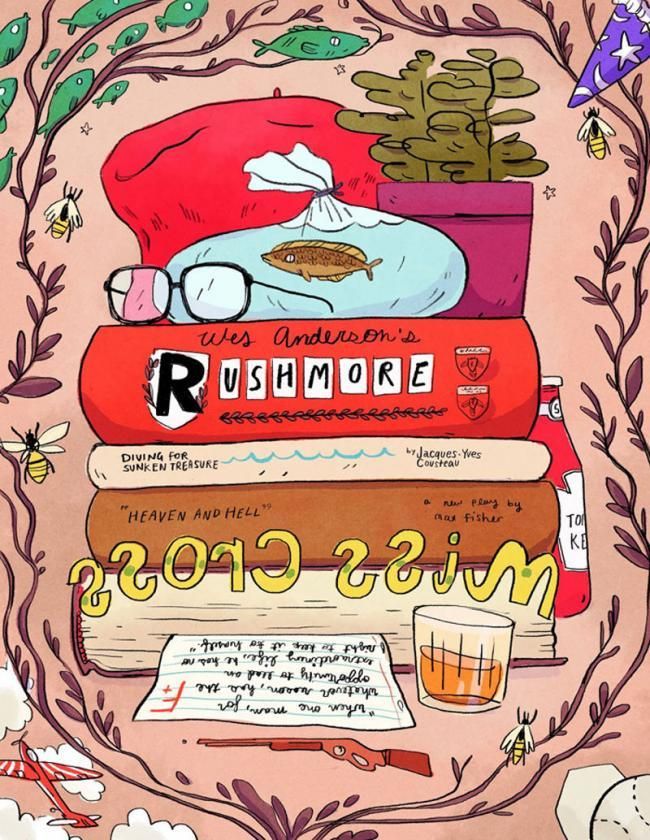 Wes Anderson's
RUSHMORE
DIVING FOR
SUNKEN TREASURE
by Jacques-Yves
Cousteau
"HEAVEN AND HELL"
a new play by
max fisher
TO
KE
Miss Cross
"when one man, for
whatever reason, has the
opportunity to lead an
extraordinary life, he has no
right to keep it to himself."
F+